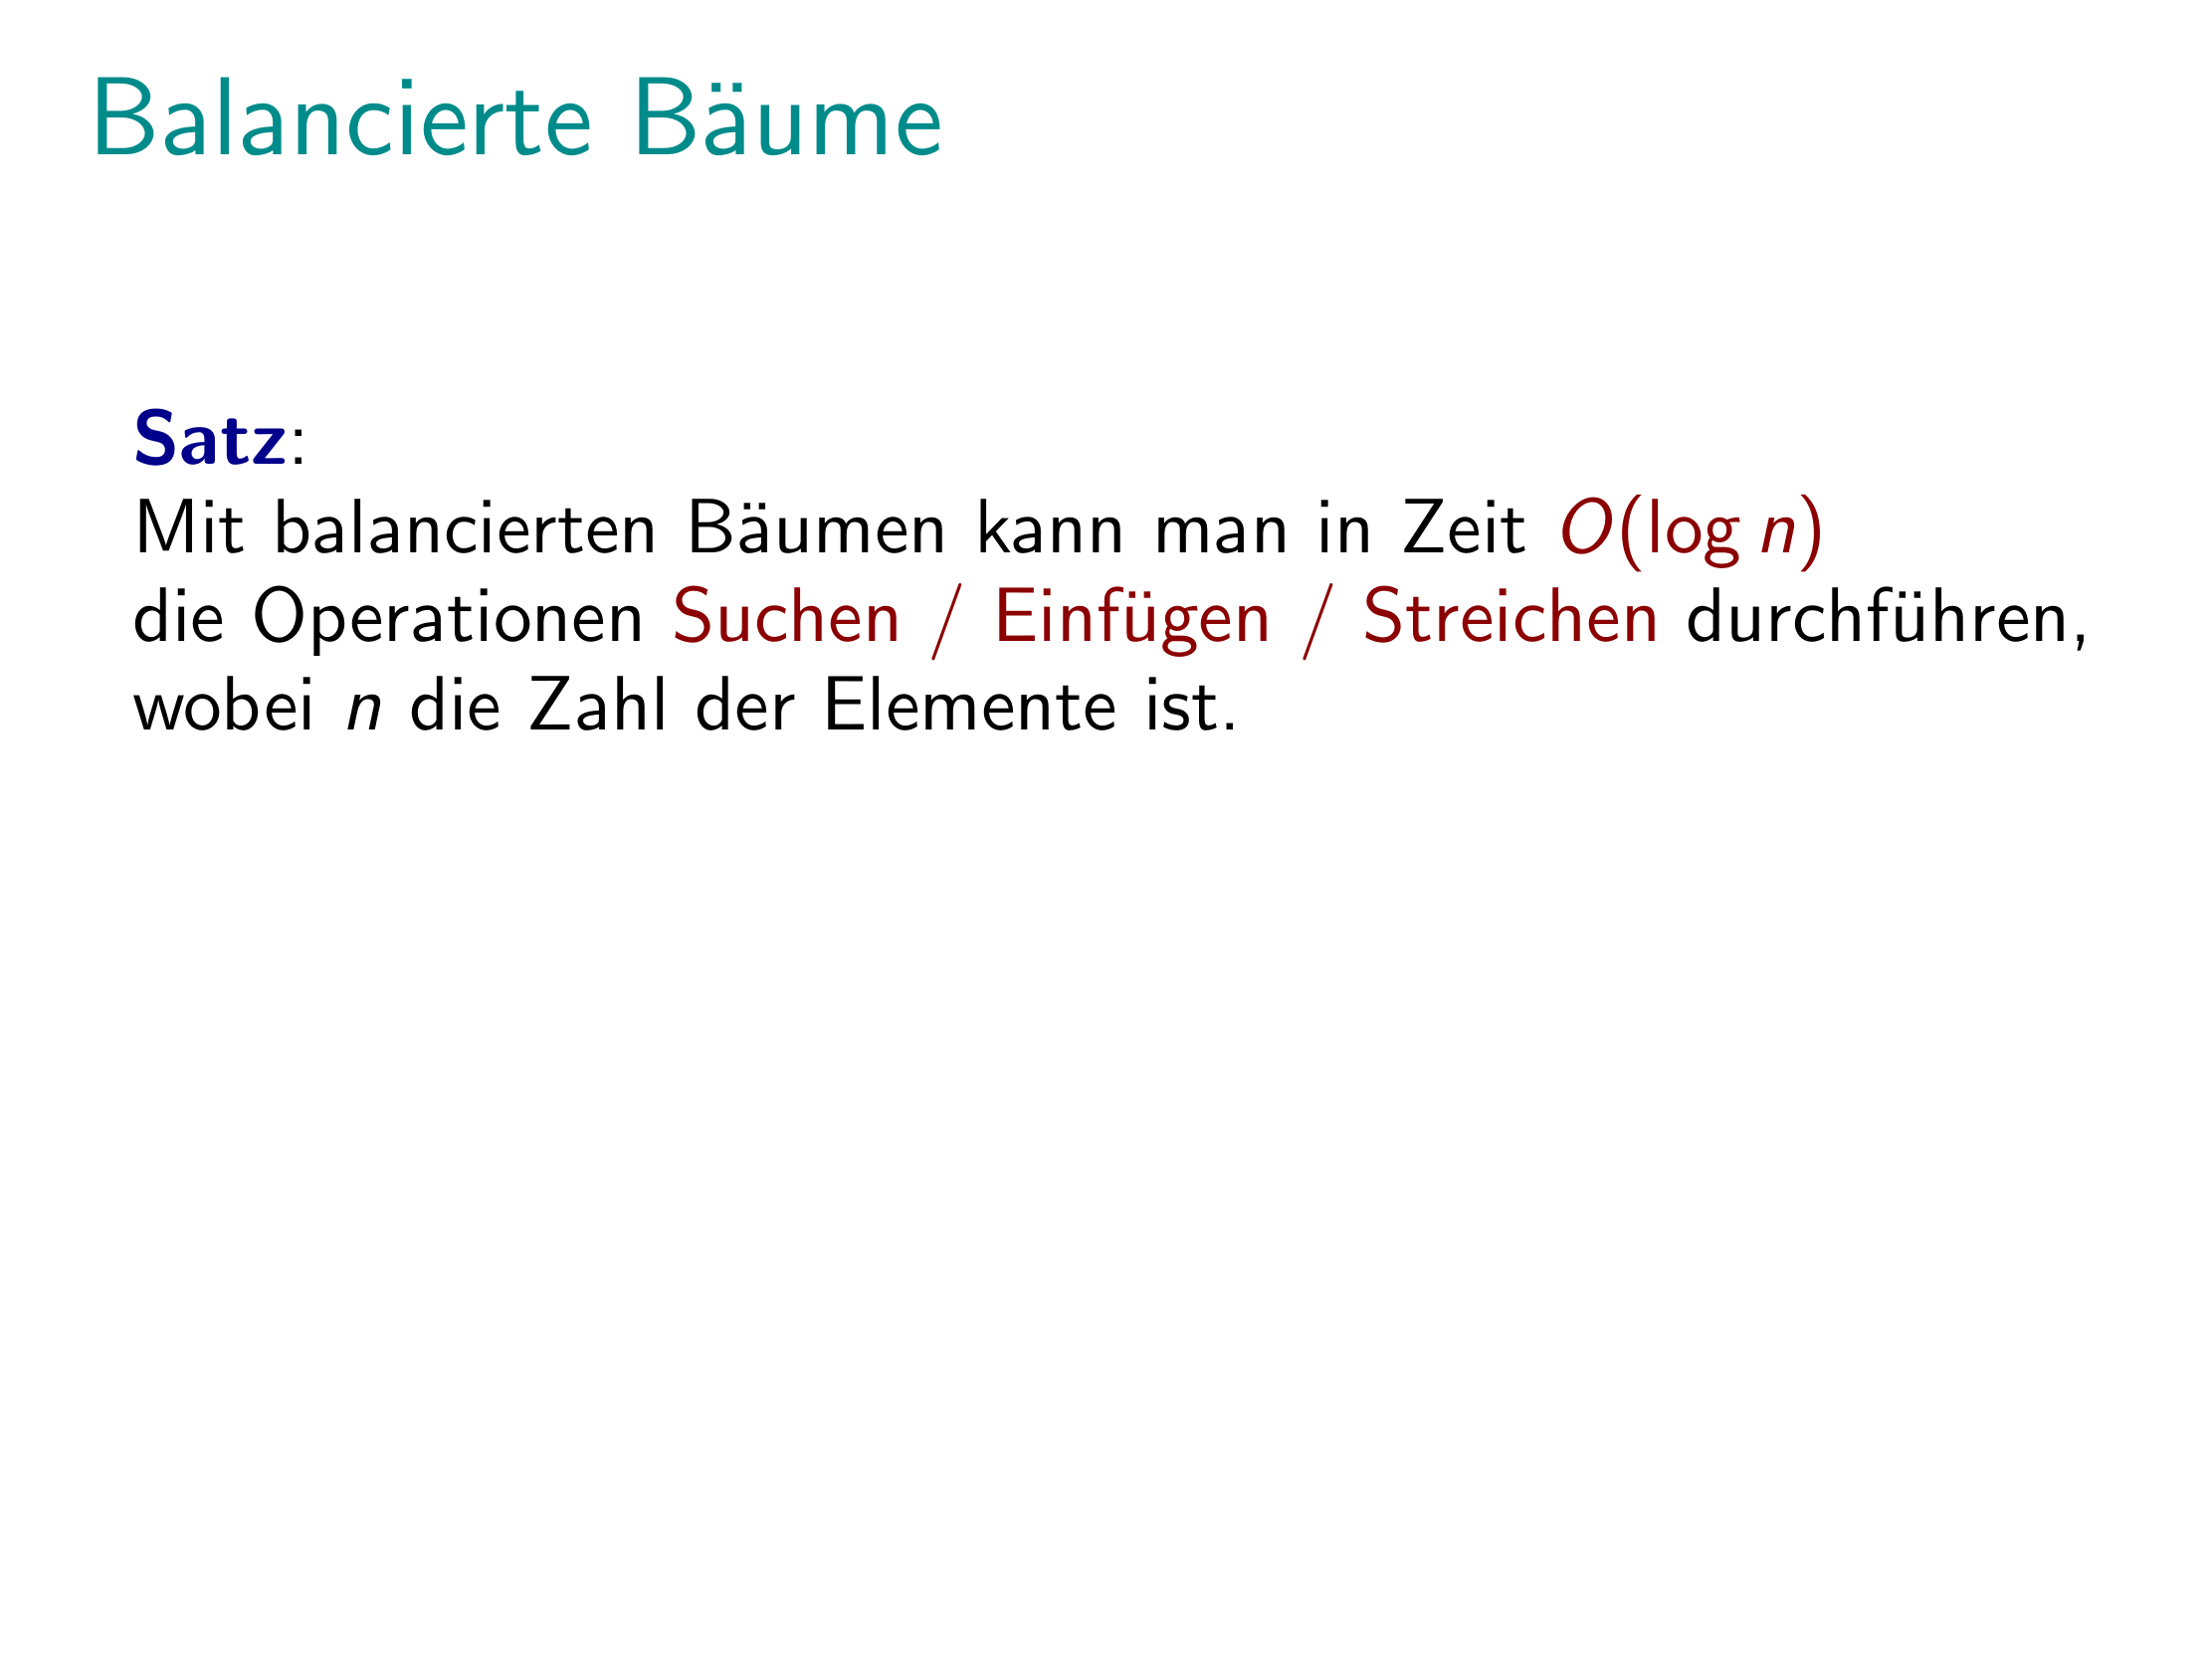 Balancierte Bäume
Satz:
Mit balancierten Bäumen kann man in Zeit O(log n)
die Operationen Suchen / Einfügen / Streichen durchführen,
wobei n die Zahl der Elemente ist.